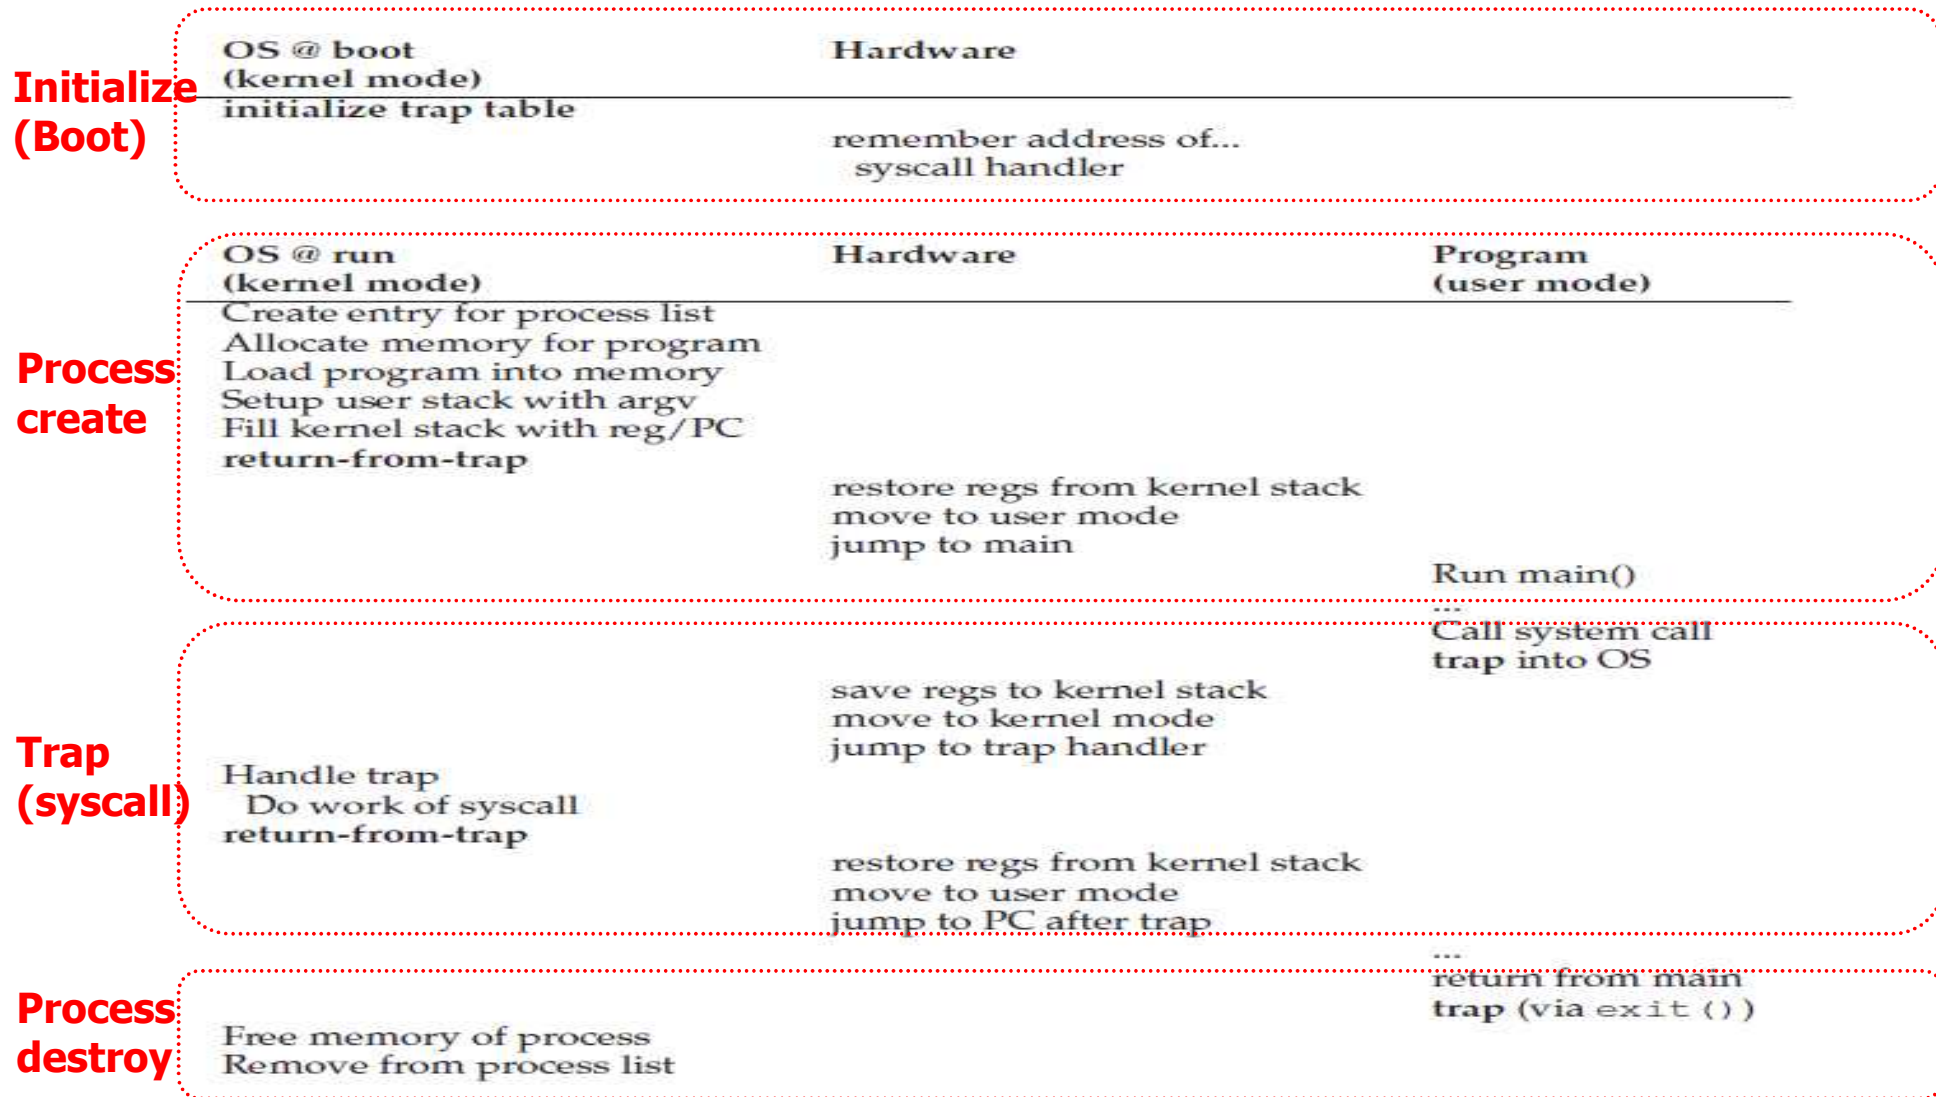 Initialize
(Boot)
OS @ boot Hardware
(kernel mode)
initialize trap table
remember address of...
syscall handler
Process
create
OS @ run Hardware Program
(kernel mode) (user mode)
Create entry for process list
Allocate memory for program
Load program into memory
Setup user stack with argv
Fill kernel stack with reg/PC
return-from-trap
restore regs from kernel stack
move to user mode
jump to main
Run main()
...
Trap
(syscall)
Call system call
trap into OS
save regs to kernel stack
move to kernel mode
jump to trap handler
Handle trap
Do work of syscall
return-from-trap
restore regs from kernel stack
move to user mode
jump to PC after trap
...
Process
destroy
return from main
trap (via exit())
Free memory of process
Remove from process list